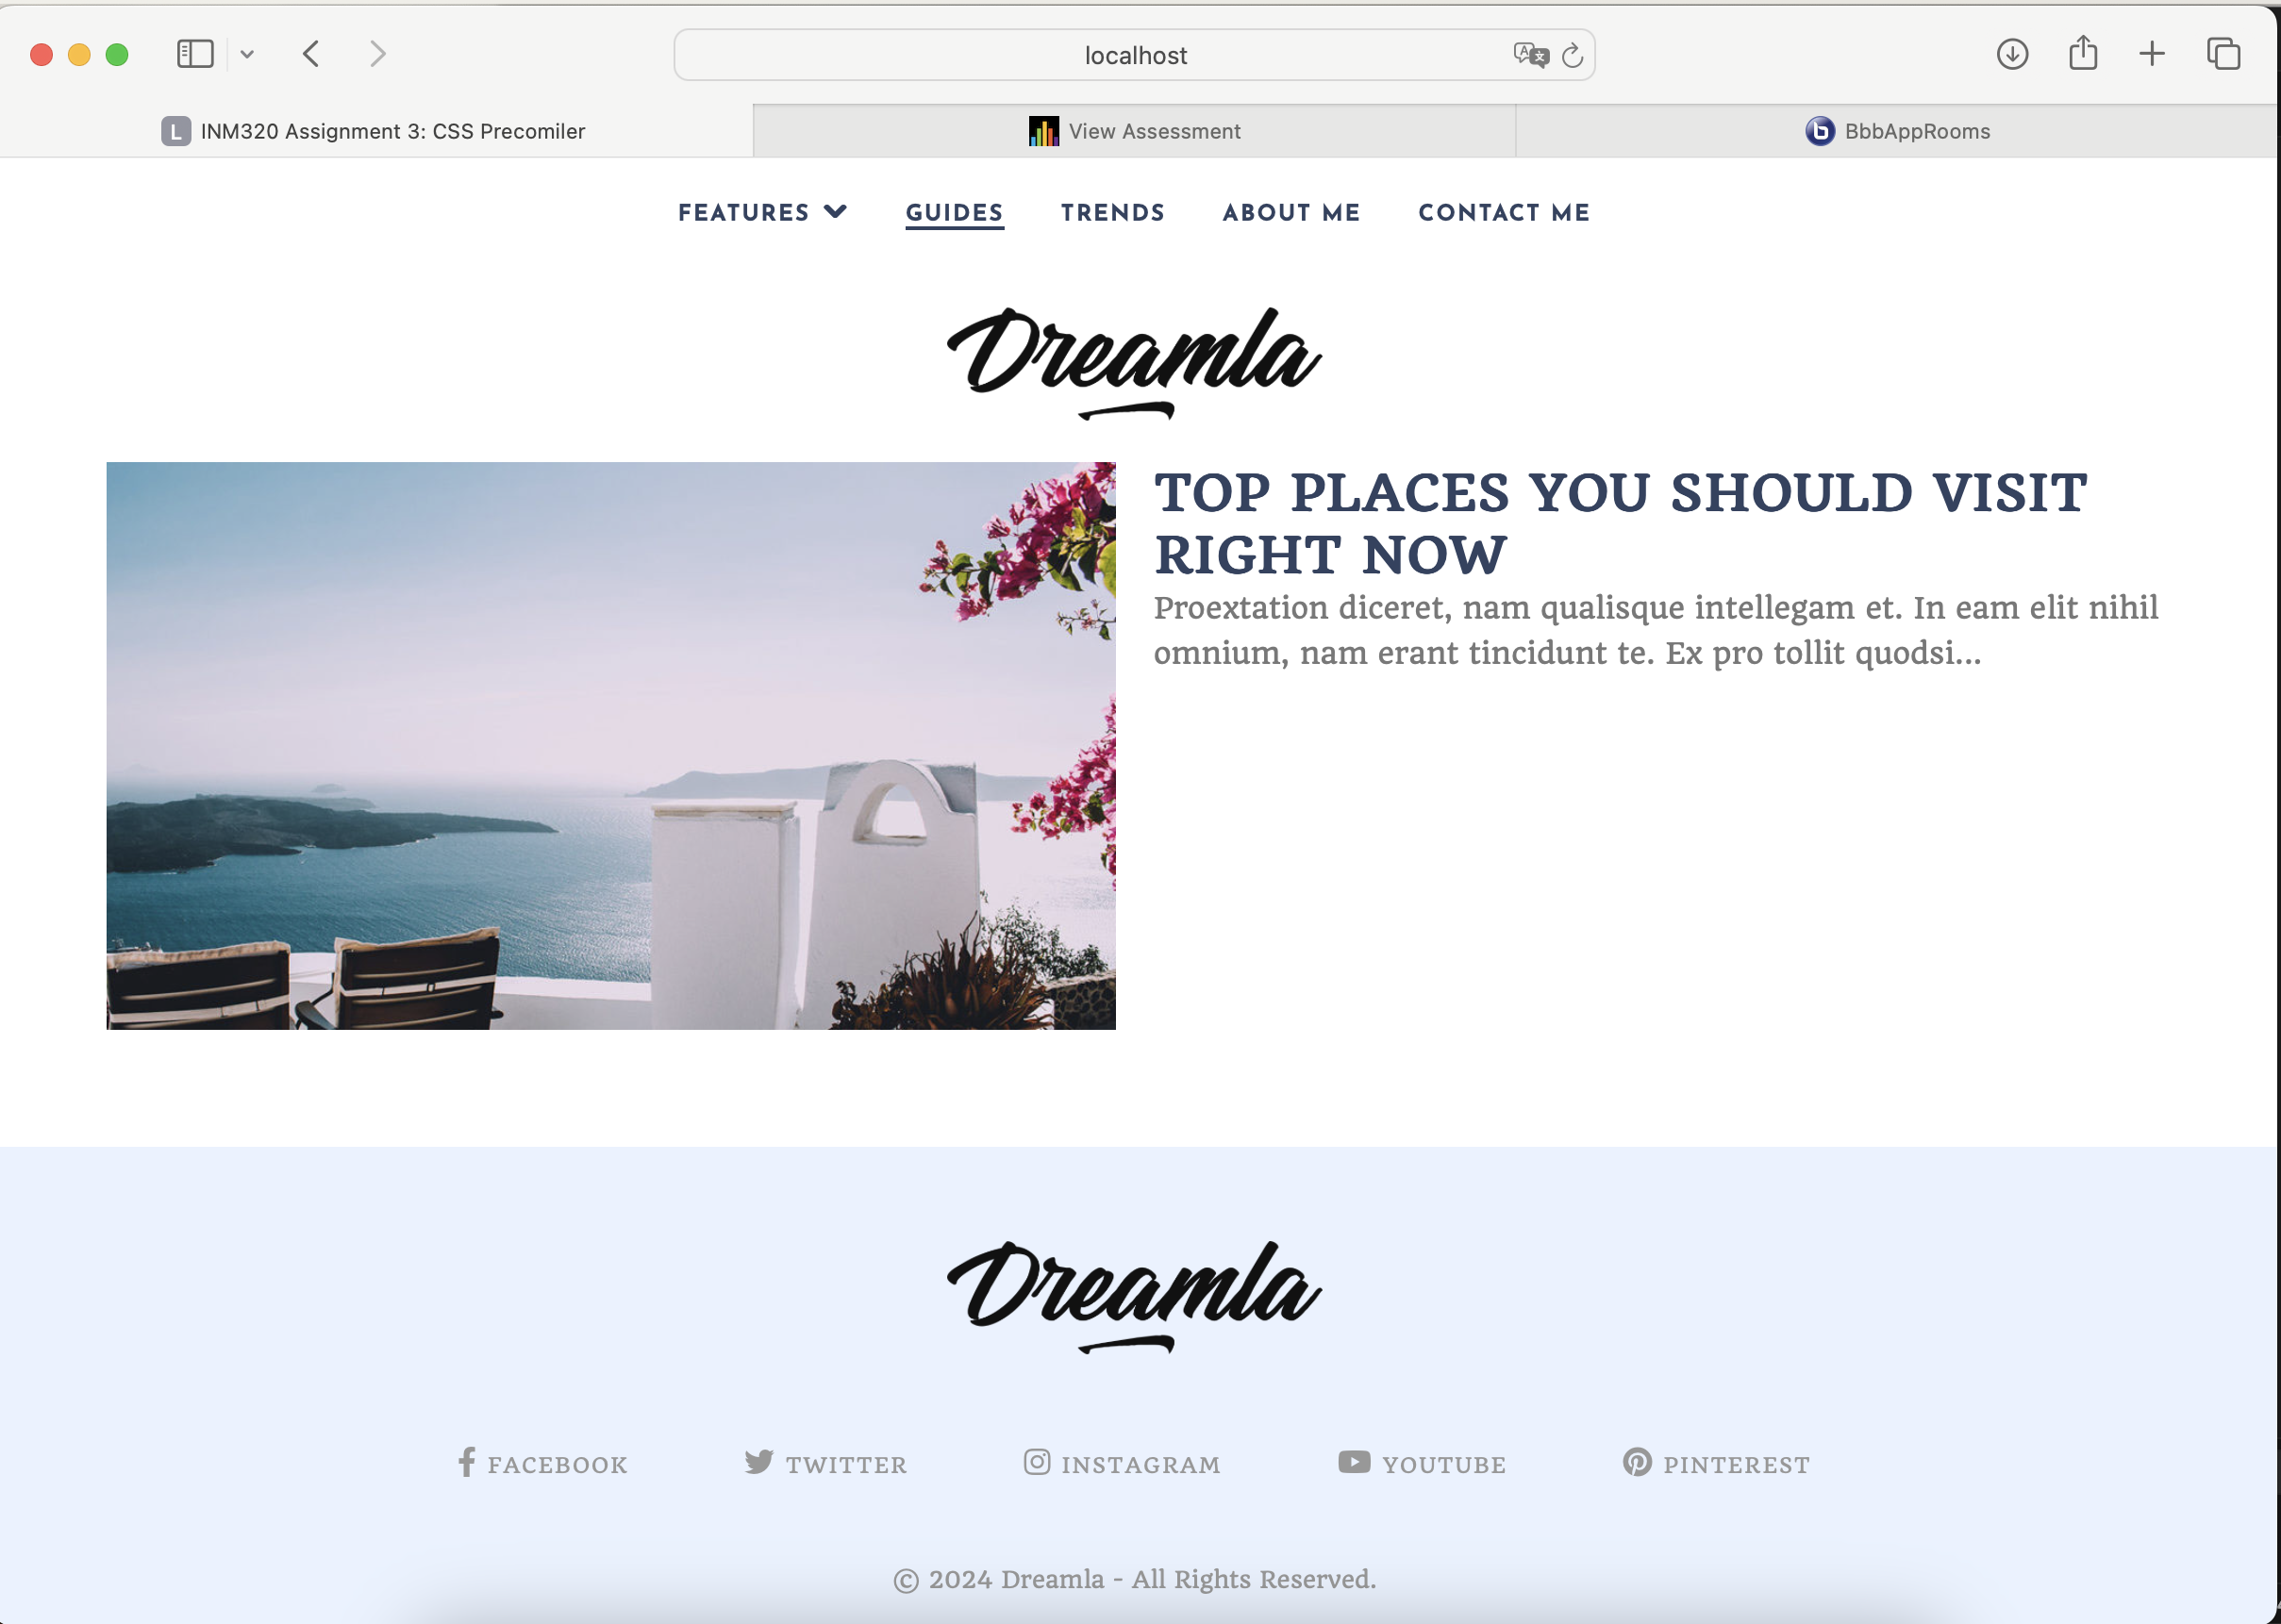 localhost
L INM320 Assignment 3: CSS Precomiler
View Assessment
b BbbAppRooms
FEATURES GUIDES TRENDS ABOUT ME CONTACT ME
Dreamla
TOP PLACES YOU SHOULD VISIT
RIGHT NOW
Proextation diceret, nam qualisque intellegam et. In eam elit nihil
omnium, nam erant tincidunt te. Ex pro tollit quodsi...
Dreamla
FACEBOOK TWITTER INSTAGRAM YOUTUBE PINTEREST
© 2024 Dreamla - All Rights Reserved.